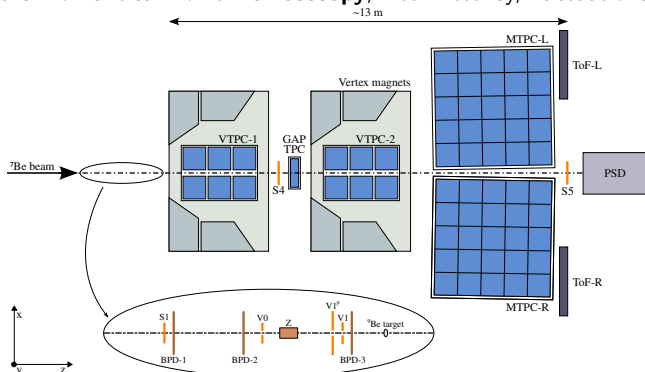 ~13 m
MTPC-L
ToF-L
Vertex magnets
VTPC-1
GAP
TPC
VTPC-2
⁷Be beam
S4
S5
PSD
ToF-R
MTPC-R
x
y
z
S1
V0
Z
V1ᵖ
V1
⁹Be target
BPD-1
BPD-2
BPD-3